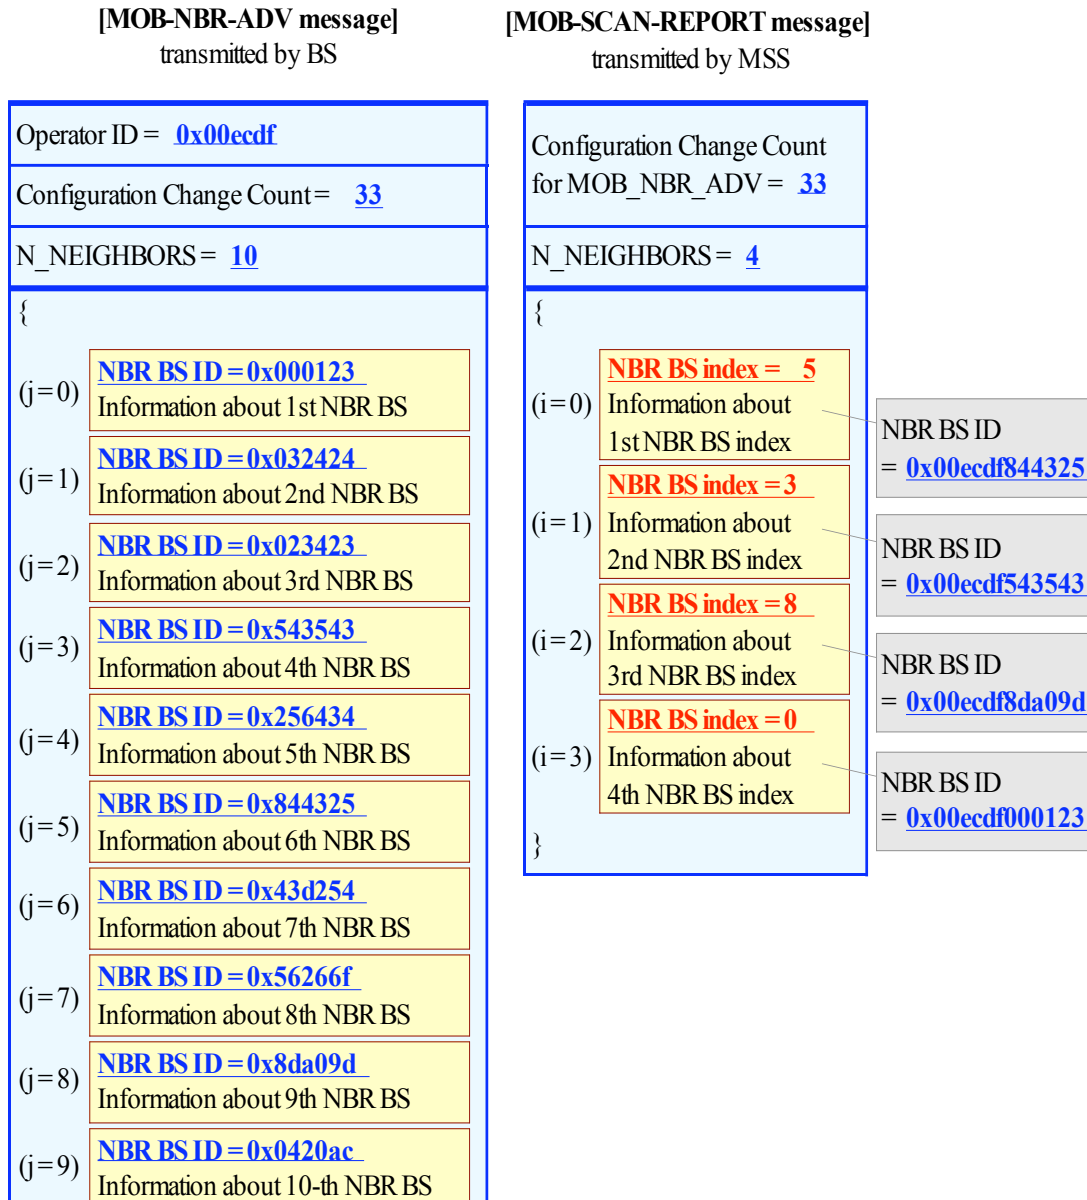 [MOB-NBR-ADV message]
transmitted by BS
Operator ID = 0x00ecdf
Configuration Change Count = 33
N_NEIGHBORS = 10
{
(j=0)
NBR BS ID = 0x000123
Information about 1st NBR BS
(j=1)
NBR BS ID = 0x032424
Information about 2nd NBR BS
(j=2)
NBR BS ID = 0x023423
Information about 3rd NBR BS
(j=3)
NBR BS ID = 0x543543
Information about 4th NBR BS
(j=4)
NBR BS ID = 0x256434
Information about 5th NBR BS
(j=5)
NBR BS ID = 0x844325
Information about 6th NBR BS
(j=6)
NBR BS ID = 0x43d254
Information about 7th NBR BS
(j=7)
NBR BS ID = 0x56266f
Information about 8th NBR BS
(j=8)
NBR BS ID = 0x8da09d
Information about 9th NBR BS
(j=9)
NBR BS ID = 0x0420ac
Information about 10-th NBR BS
[MOB-SCAN-REPORT message]
transmitted by MSS
Configuration Change Count
for MOB_NBR_ADV = 33
N_NEIGHBORS = 4
{
(i=0)
NBR BS index = 5
Information about
1st NBR BS index
NBR BS ID
= 0x00ecdf844325
(i=1)
NBR BS index = 3
Information about
2nd NBR BS index
NBR BS ID
= 0x00ecdf543543
(i=2)
NBR BS index = 8
Information about
3rd NBR BS index
NBR BS ID
= 0x00ecdf8da09d
(i=3)
NBR BS index = 0
Information about
4th NBR BS index
NBR BS ID
= 0x00ecdf000123
}